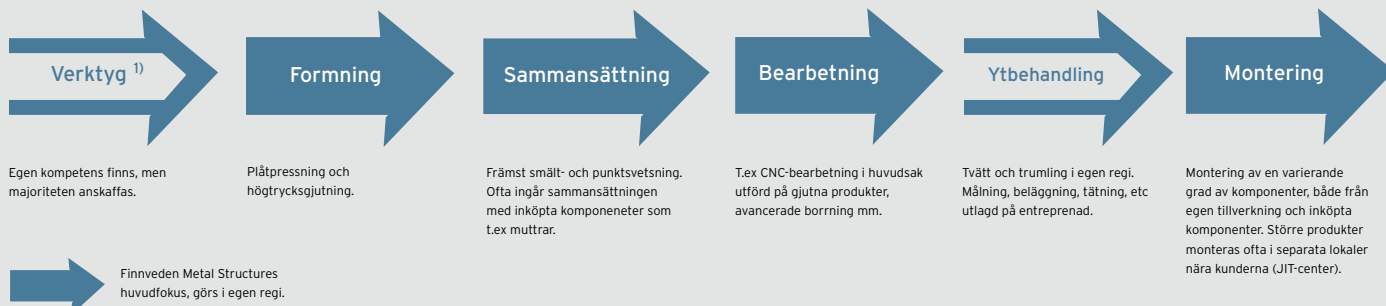 Verktyg 1)
Formning
Sammansättning
Bearbetning
Ytbehandling
Montering
Egen kompetens finns, men
majoriteten anskaffas.
Plåtpressning och
högtrycksgjutning.
Främst smält- och punktsvetsning.
Ofta ingår sammansättningen
med inköpta komponeneter som
t.ex muttrar.
T.ex CNC-bearbetning i huvudsak
utförd på gjutna produkter,
avancerade borrning mm.
Tvätt och trumling i egen regi.
Målning, beläggning, tätning, etc
utlagd på entreprenad.
Montering av en varierande
grad av komponenter, både från
egen tillverkning och inköpta
komponenter. Större produkter
monteras ofta i separata lokaler
nära kunderna (JIT-center).
Finnveden Metal Structures
huvudfokus, görs i egen regi.